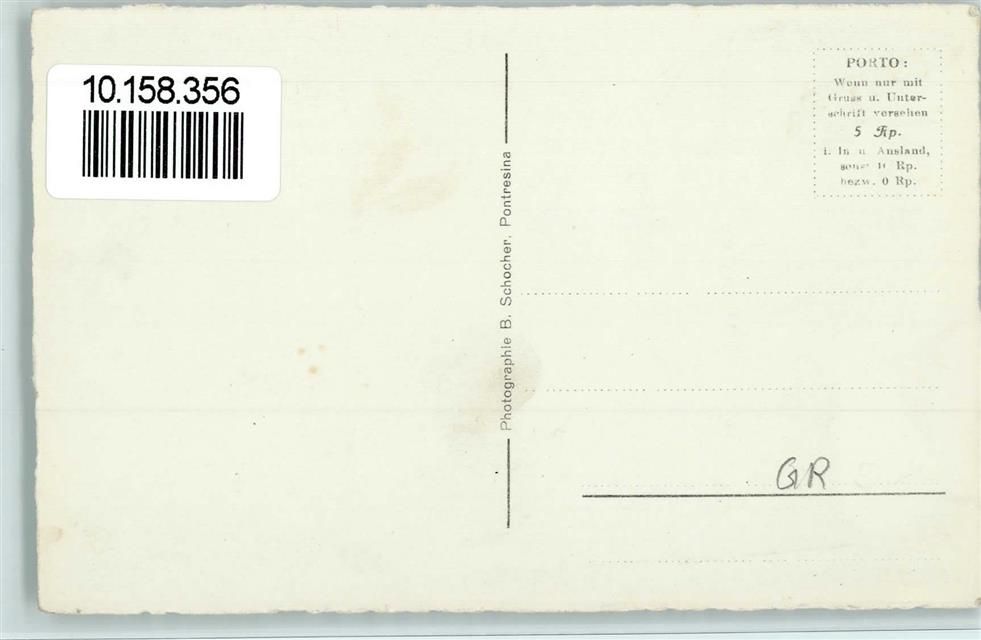 10.158.356
PORTO:
Wenn nur mit
Gruss u. Unter-
schrift versehen
5 Rp.
i. In u Ausland,
Rp.
bezw. 0 Rp.
Photographie B. Schocher, Pontresina
GR